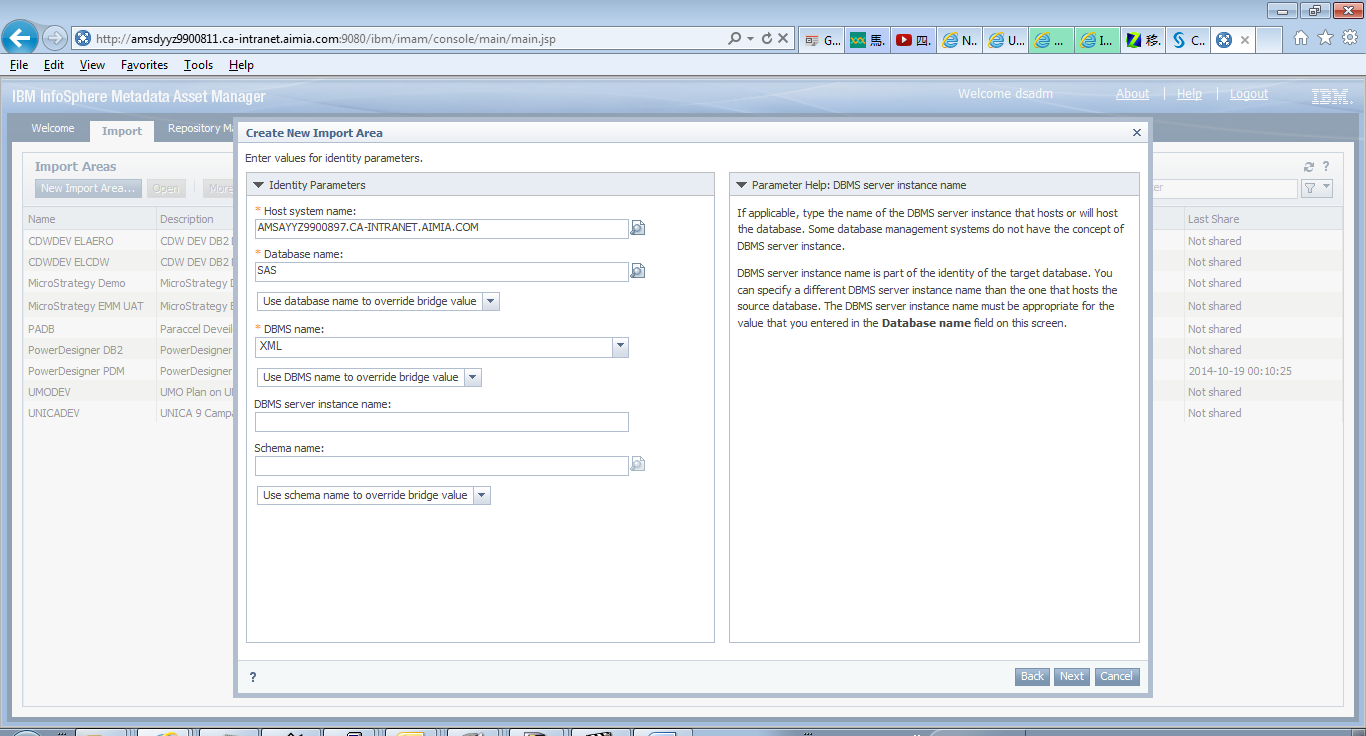 http://amsdyyz9900811.ca-intranet.aimia.com:9080/ibm/imam/console/main/main.jsp
G...
馬.
四.
N..
U...
...
I...
移.
C..
File Edit View Favorites Tools Help
IBM InfoSphere Metadata Asset Manager
Welcome dsadm
About
Help
Logout
IBM.
Welcome
Import
Repository Ma
Import Areas
New Import Area...
Open
More
Name
Description
Last Share
CDWDEV ELAERO
CDW DEV DB2
Not shared
CDWDEV ELCDW
CDW DEV DB2
Not shared
MicroStrategy Demo
MicroStrategy
Not shared
MicroStrategy EMM UAT
MicroStrategy
Not shared
PADB
Paraccel Deveil
Not shared
PowerDesigner DB2
PowerDesigner
Not shared
PowerDesigner PDM
PowerDesigner
2014-10-19 00:10:25
UMODEV
UMO Plan on U
Not shared
UNICADEV
UNICA 9 Campa
Not shared
Create New Import Area
Enter values for identity parameters.
Identity Parameters
* Host system name:
AMSAYYZ9900897.CA-INTRANET.AIMIA.COM
* Database name:
SAS
Use database name to override bridge value
* DBMS name:
XML
Use DBMS name to override bridge value
DBMS server instance name:
Schema name:
Use schema name to override bridge value
Parameter Help: DBMS server instance name
If applicable, type the name of the DBMS server instance that hosts or will host
the database. Some database management systems do not have the concept of
DBMS server instance.
DBMS server instance name is part of the identity of the target database. You
can specify a different DBMS server instance name than the one that hosts the
source database. The DBMS server instance name must be appropriate for the
value that you entered in the Database name field on this screen.
?
Back
Next
Cancel